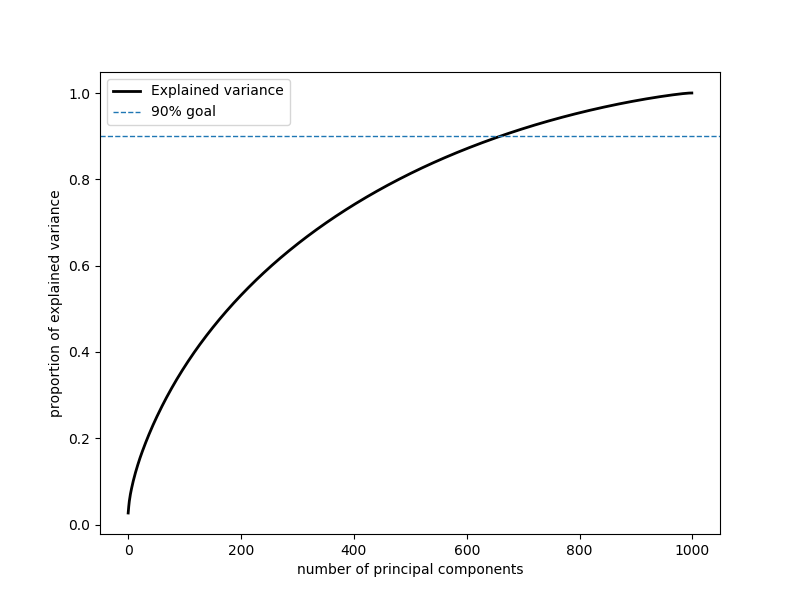 Explained variance
90% goal
1.0
0.8
0.6
0.4
0.2
0.0
proportion of explained variance
0 200 400 600 800 1000
number of principal components